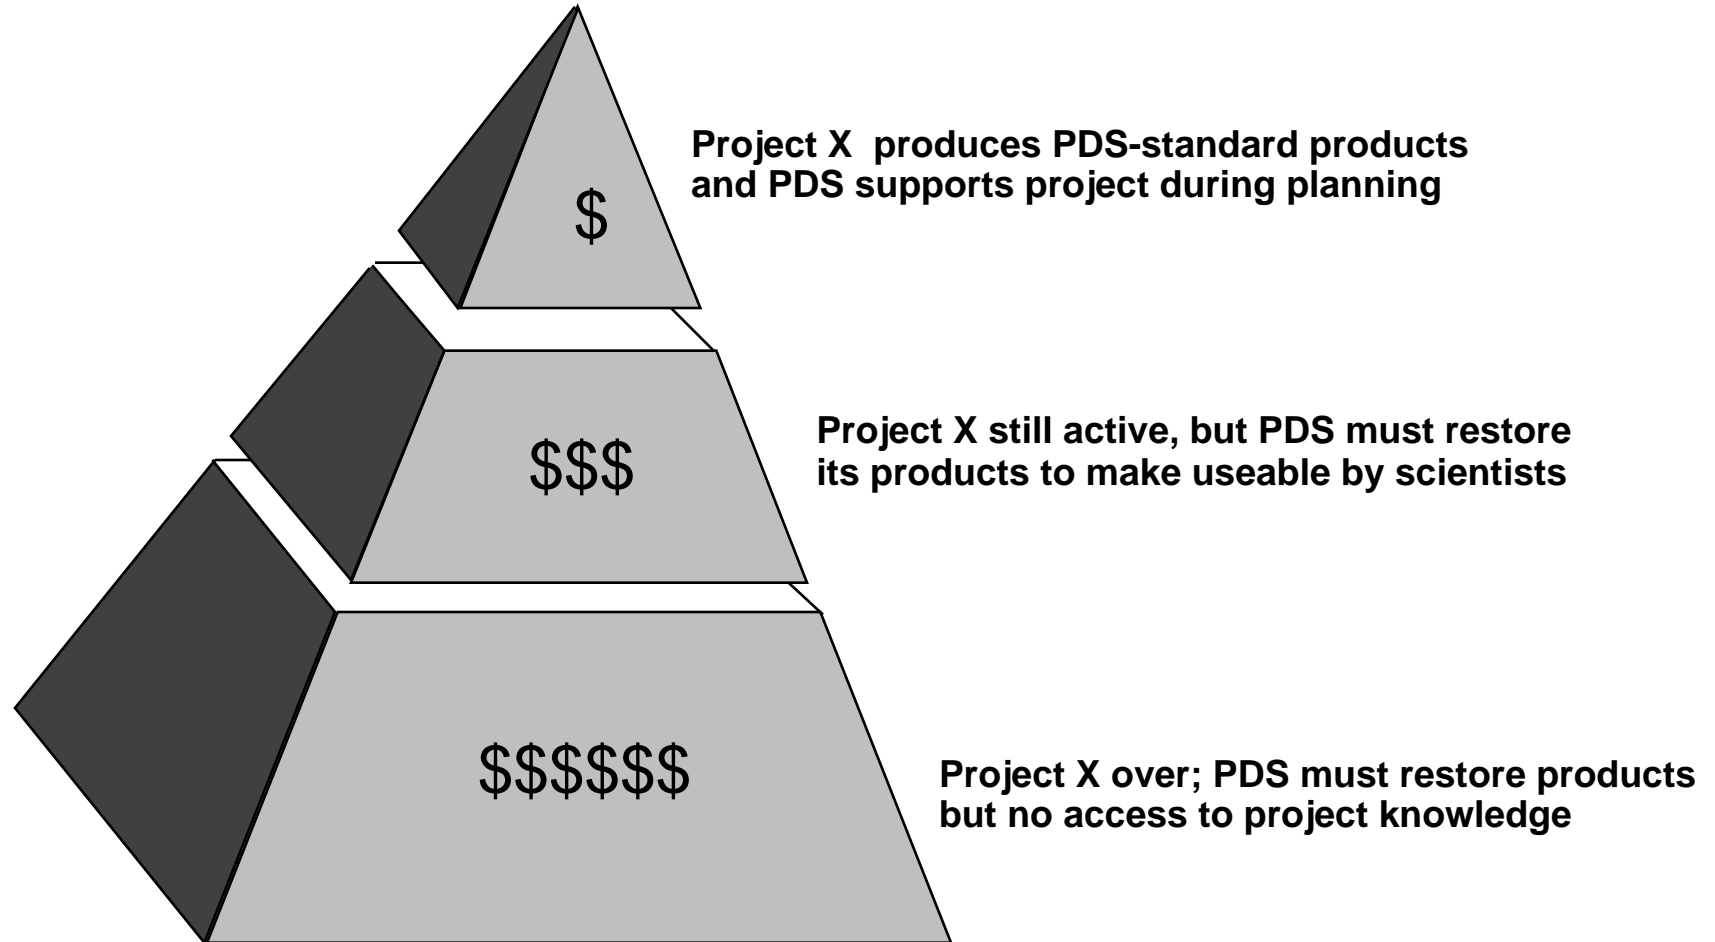 Project X  produces PDS-standard products
and PDS supports project during planning
$
Project X still active, but PDS must restore
its products to make useable by scientists
$$$
Project X over; PDS must restore products
but no access to project knowledge
$$$$$$